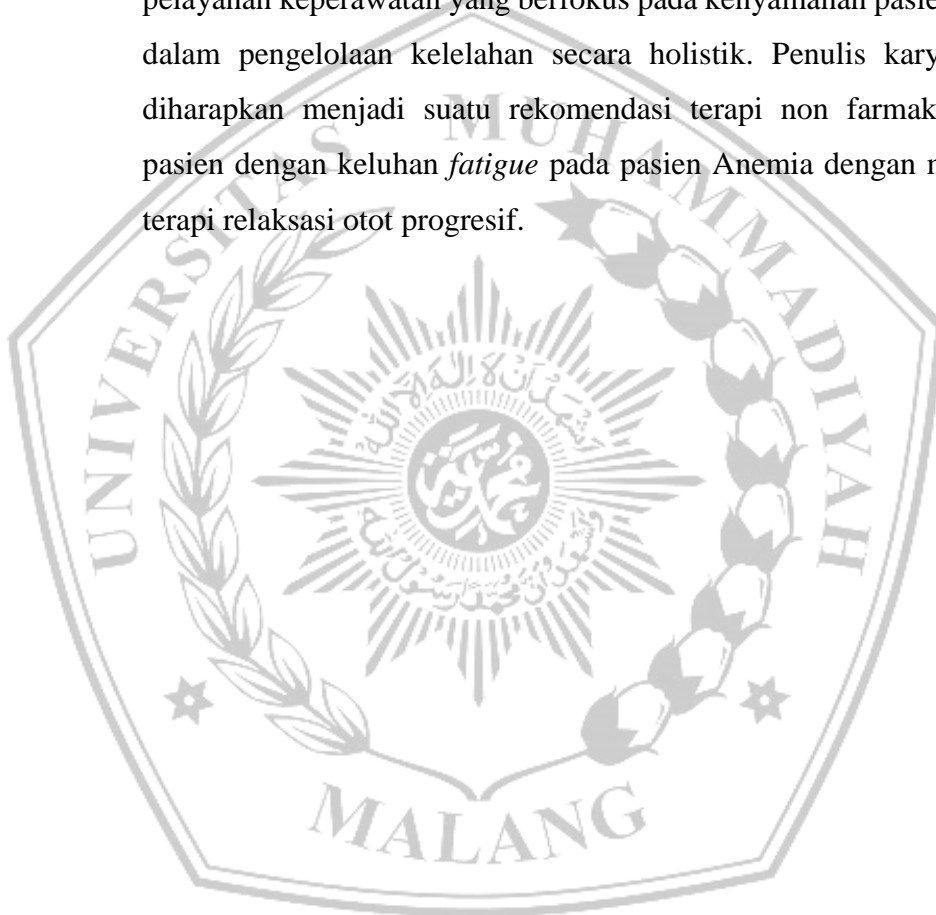 pelayanan keperawatan yang berfokus pada kenyamanan pasie
dalam pengelolaan kelelahan secara holistik. Penulis kary
diharapkan menjadi suatu rekomendasi terapi non farmak
pasien dengan keluhan fatigue pada pasien Anemia dengan
terapi relaksasi otot progresif.
UNIVERSITAS MUHAMMADIYAH
MALANG